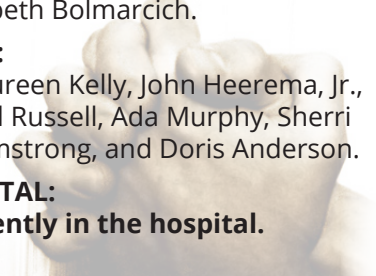 beth Bolmarcich.
:
ureen Kelly, John Heerema, Jr.,
l Russell, Ada Murphy, Sherri
mstrong, and Doris Anderson.
TAL:
ently in the hospital.